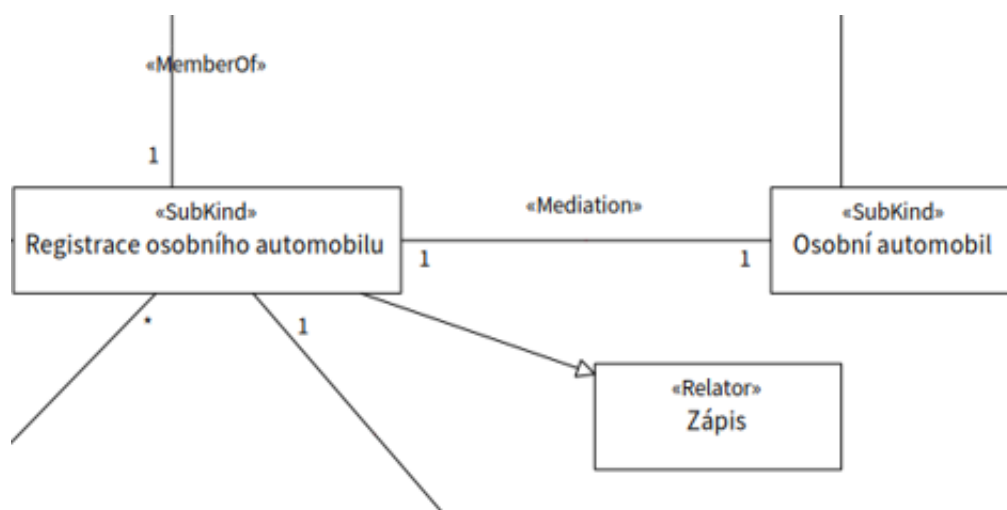 «MemberOf»
1
«SubKind»
Registrace osobního automobilu
«Mediation»
1
1
«SubKind»
Osobní automobil
*
1
«Relator»
Zápis